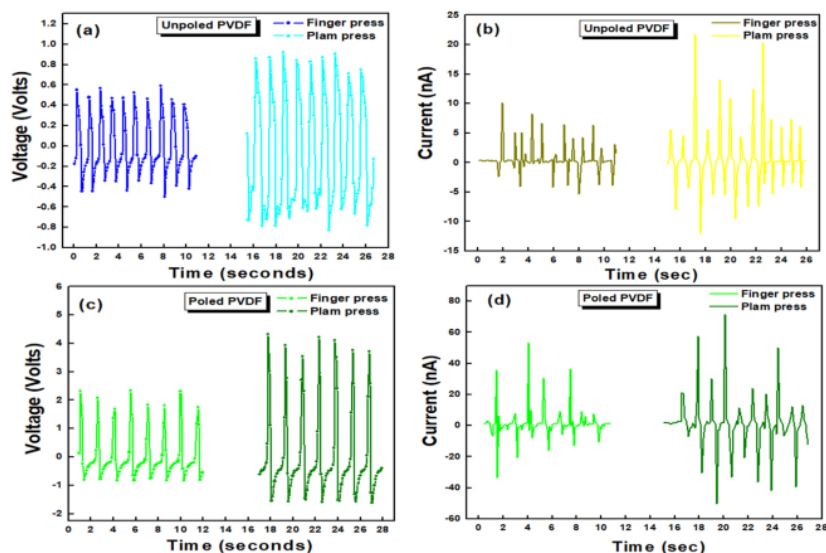 (a)
Unpoled PVDF
Finger press
Plam press
Voltage (Volts)
1.2
1.0
0.8
0.6
0.4
0.2
0.0
-0.2
-0.4
-0.6
-0.8
-1.0
0 2 4 6 8 10 12 14 16 18 20 22 24 26 28
Time (seconds)
(b)
Unpoled PVDF
Finger press
Plam press
Current (nA)
25
20
15
10
5
0
-5
-10
-15
0 2 4 6 8 10 12 14 16 18 20 22 24 26
Time (sec)
(c)
Poled PVDF
Finger press
Plam press
Voltage (Volts)
6
5
4
3
2
1
0
-1
-2
0 2 4 6 8 10 12 14 16 18 20 22 24 26 28
Time (seconds)
(d)
Poled PVDF
Finger press
Plam press
Current (nA)
80
60
40
20
0
-20
-40
-60
0 2 4 6 8 10 12 14 16 18 20 22 24 26 28
Time (sec)